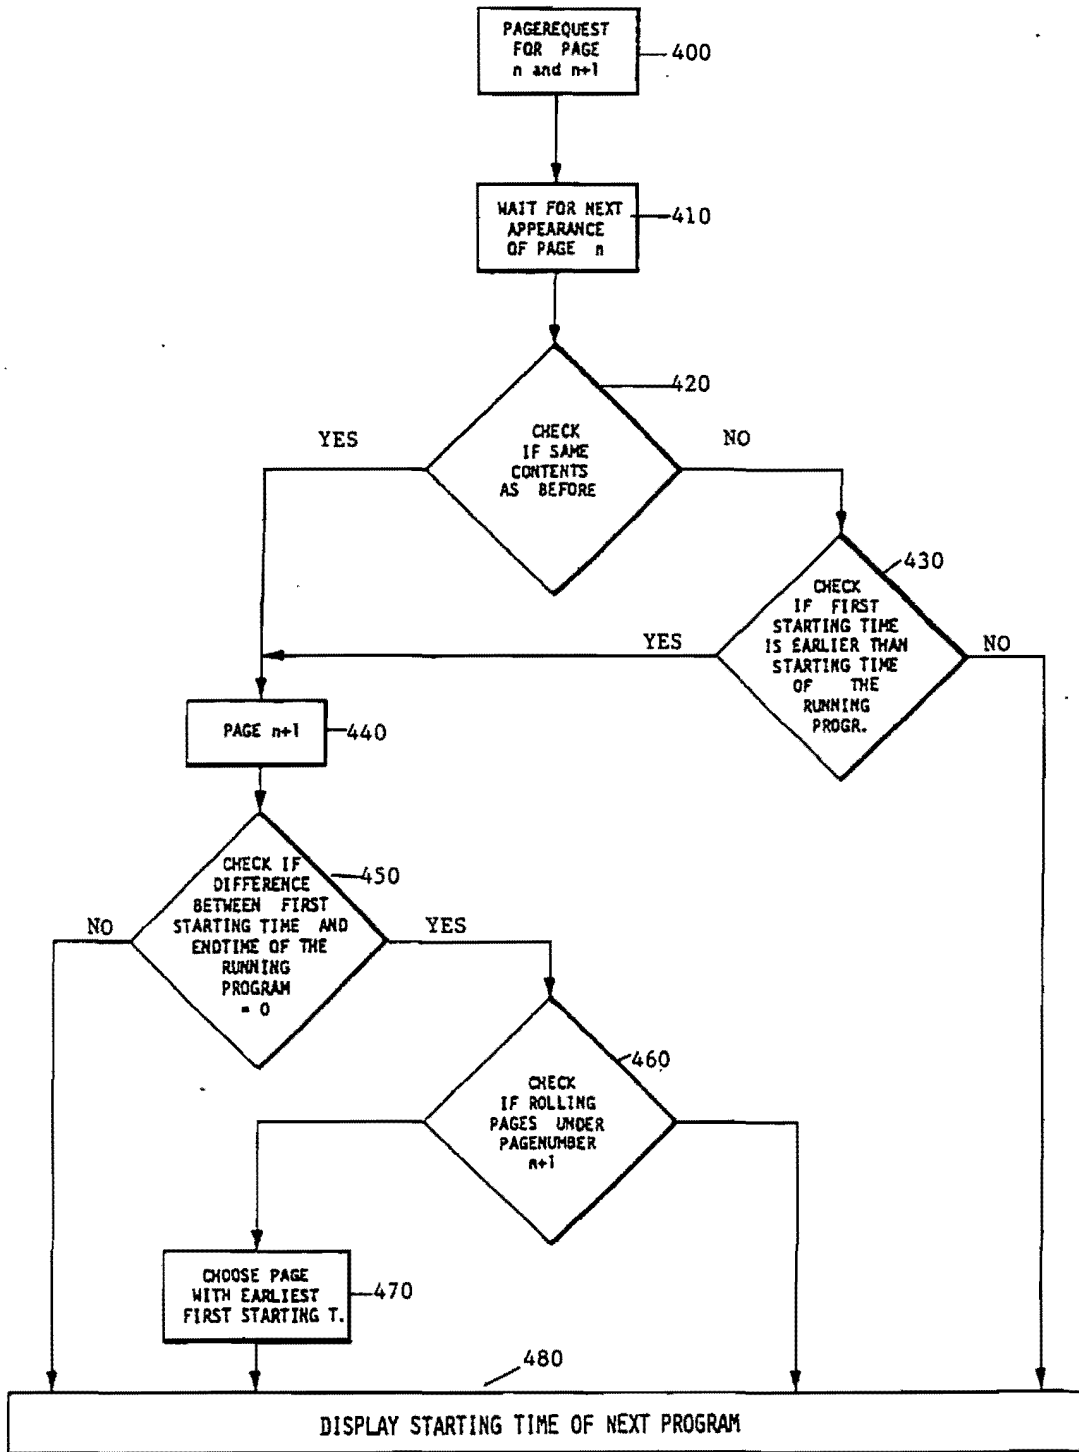 PAGEREQUEST
FOR PAGE
n and n+1
400
WAIT FOR NEXT
APPEARANCE
OF PAGE n
410
420
CHECK
IF SAME
CONTENTS
AS BEFORE
YES
NO
430
CHECK
IF FIRST
STARTING TIME
IS EARLIER THAN
STARTING TIME
OF THE
RUNNING
PROGR.
YES
NO
PAGE n+1
440
CHECK IF
DIFFERENCE
BETWEEN FIRST
STARTING TIME AND
ENDTIME OF THE
RUNNING
PROGRAM
= 0
450
NO
YES
460
CHECK
IF ROLLING
PAGES UNDER
PAGENUMBER
n+1
CHOOSE PAGE
WITH EARLIEST
FIRST STARTING T.
470
480
DISPLAY STARTING TIME OF NEXT PROGRAM